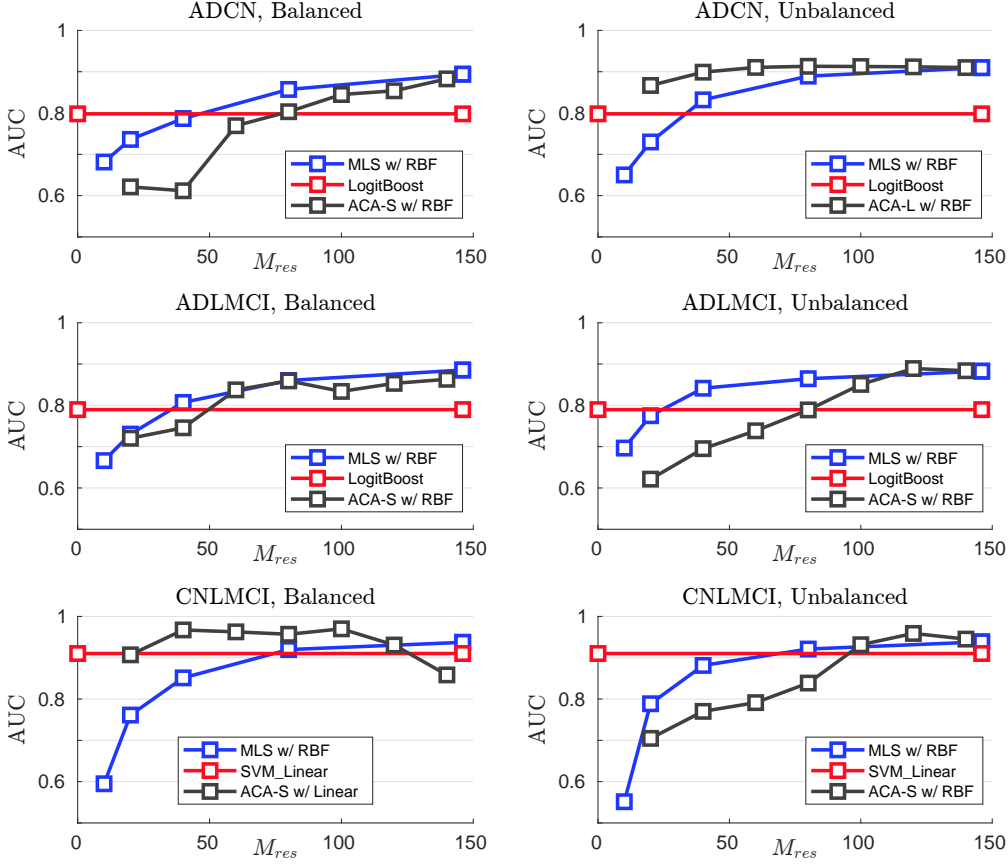 ADCN, Balanced
1
0.8
0.6
AUC
MLS w/ RBF
LogitBoost
ACA-S w/ RBF
0 50 100 150
M_res
ADCN, Unbalanced
1
0.8
0.6
AUC
MLS w/ RBF
LogitBoost
ACA-L w/ RBF
0 50 100 150
M_res
ADLMCI, Balanced
1
0.8
0.6
AUC
MLS w/ RBF
LogitBoost
ACA-S w/ RBF
0 50 100 150
M_res
ADLMCI, Unbalanced
1
0.8
0.6
AUC
MLS w/ RBF
LogitBoost
ACA-S w/ RBF
0 50 100 150
M_res
CNLMCI, Balanced
1
0.8
0.6
AUC
MLS w/ RBF
SVM_Linear
ACA-S w/ Linear
0 50 100 150
M_res
CNLMCI, Unbalanced
1
0.8
0.6
AUC
MLS w/ RBF
SVM_Linear
ACA-S w/ RBF
0 50 100 150
M_res